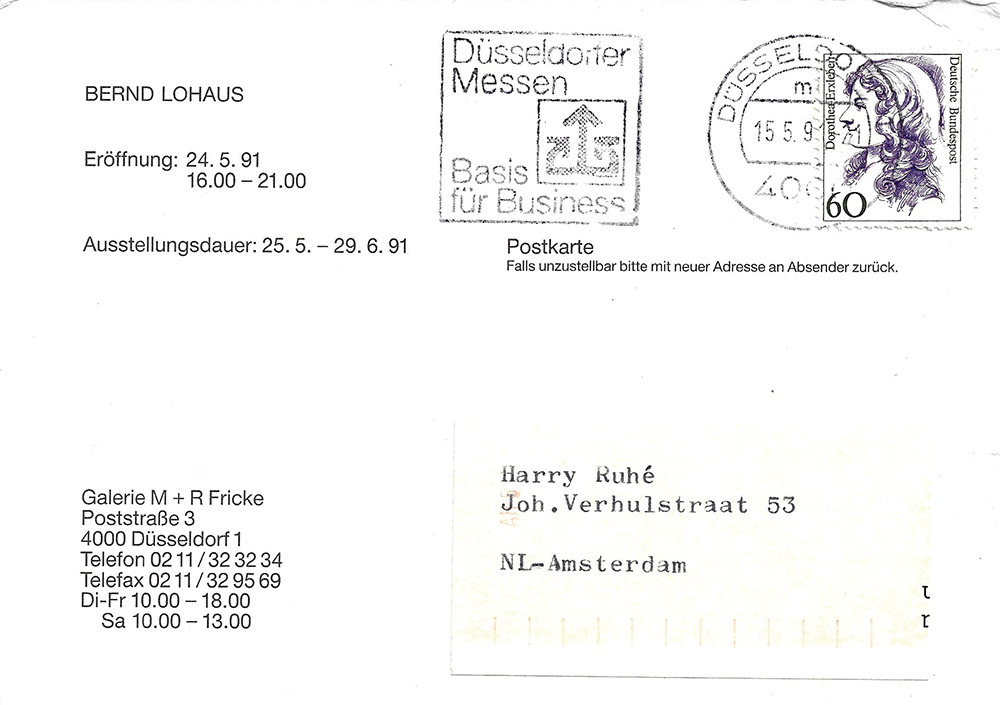 BERND LOHAUS
Eröffnung: 24. 5. 91
16.00 – 21.00
Ausstellungsdauer: 25. 5. – 29. 6. 91
Düsseldorfer
Messen
Basis
für Business
15.5.9
60
Dorothea Erxleben
Deutsche Bundespost
Postkarte
Falls unzustellbar bitte mit neuer Adresse an Absender zurück.
Galerie M + R Fricke
Poststraße 3
4000 Düsseldorf 1
Telefon 02 11 / 32 32 34
Telefax 02 11 / 32 95 69
Di-Fr 10.00 – 18.00
Sa 10.00 – 13.00
Harry Ruhé
Joh.Verhulstraat 53
NL-Amsterdam